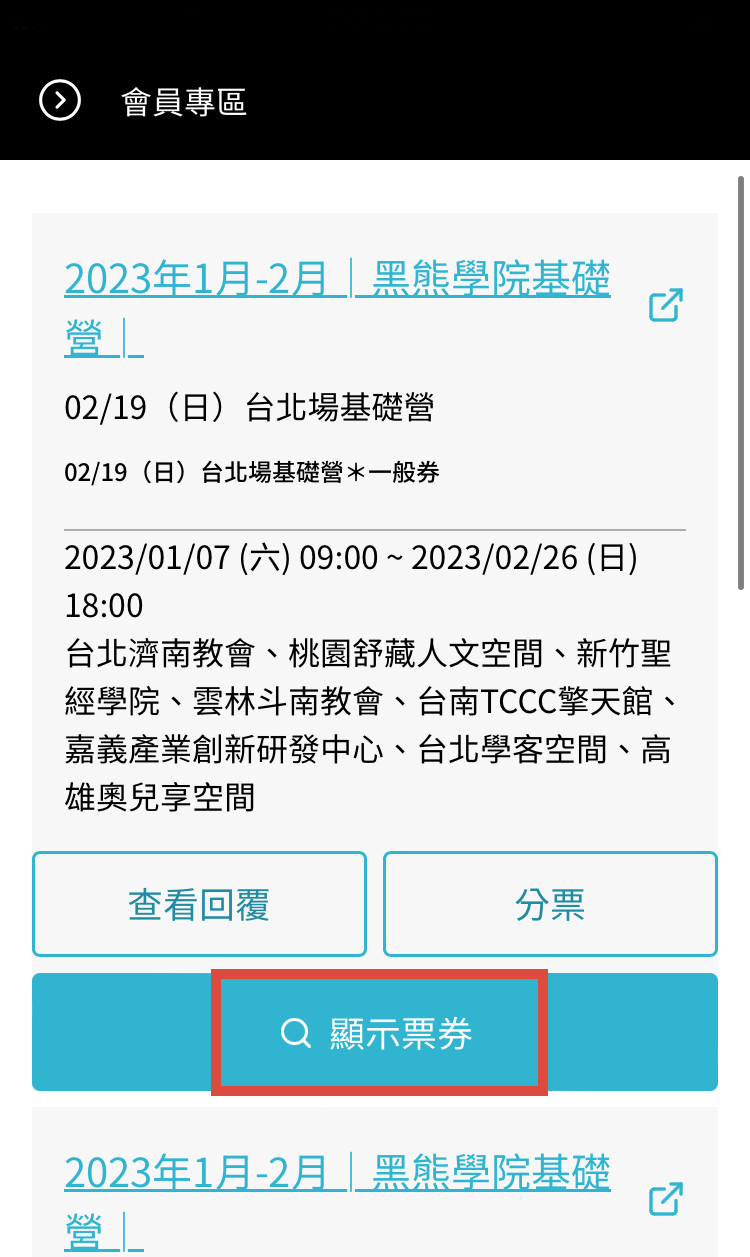 會員專區
2023年1月-2月｜黑熊學院基礎
營｜
02/19（日）台北場基礎營
02/19（日）台北場基礎營＊一般券
2023/01/07 (六) 09:00 ~ 2023/02/26 (日)
18:00
台北濟南教會、桃園舒藏人文空間、新竹聖
經學院、雲林斗南教會、台南TCCC擎天館、
嘉義產業創新研發中心、台北學客空間、高
雄奧兒享空間
查看回覆
分票
顯示票券
2023年1月-2月｜黑熊學院基礎
營｜